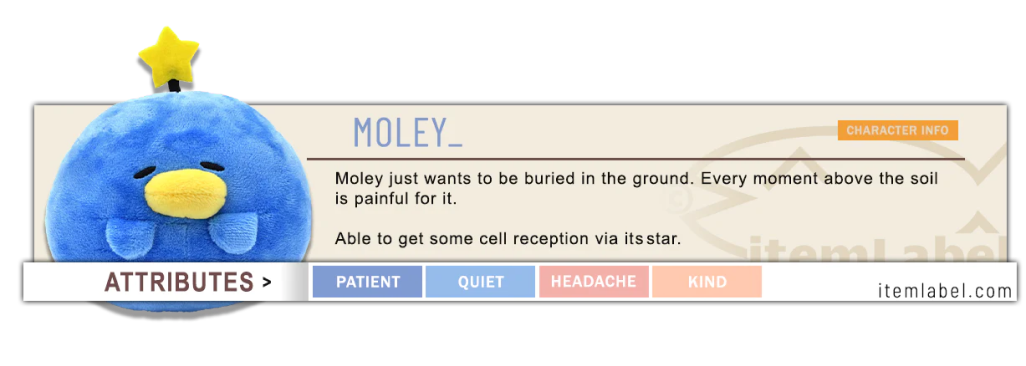 MOLEY_
CHARACTER INFO
Moley just wants to be buried in the ground. Every moment above the soil
is painful for it.
Able to get some cell reception via its star.
©
itemLabel
ATTRIBUTES >
PATIENT
QUIET
HEADACHE
KIND
itemlabel.com